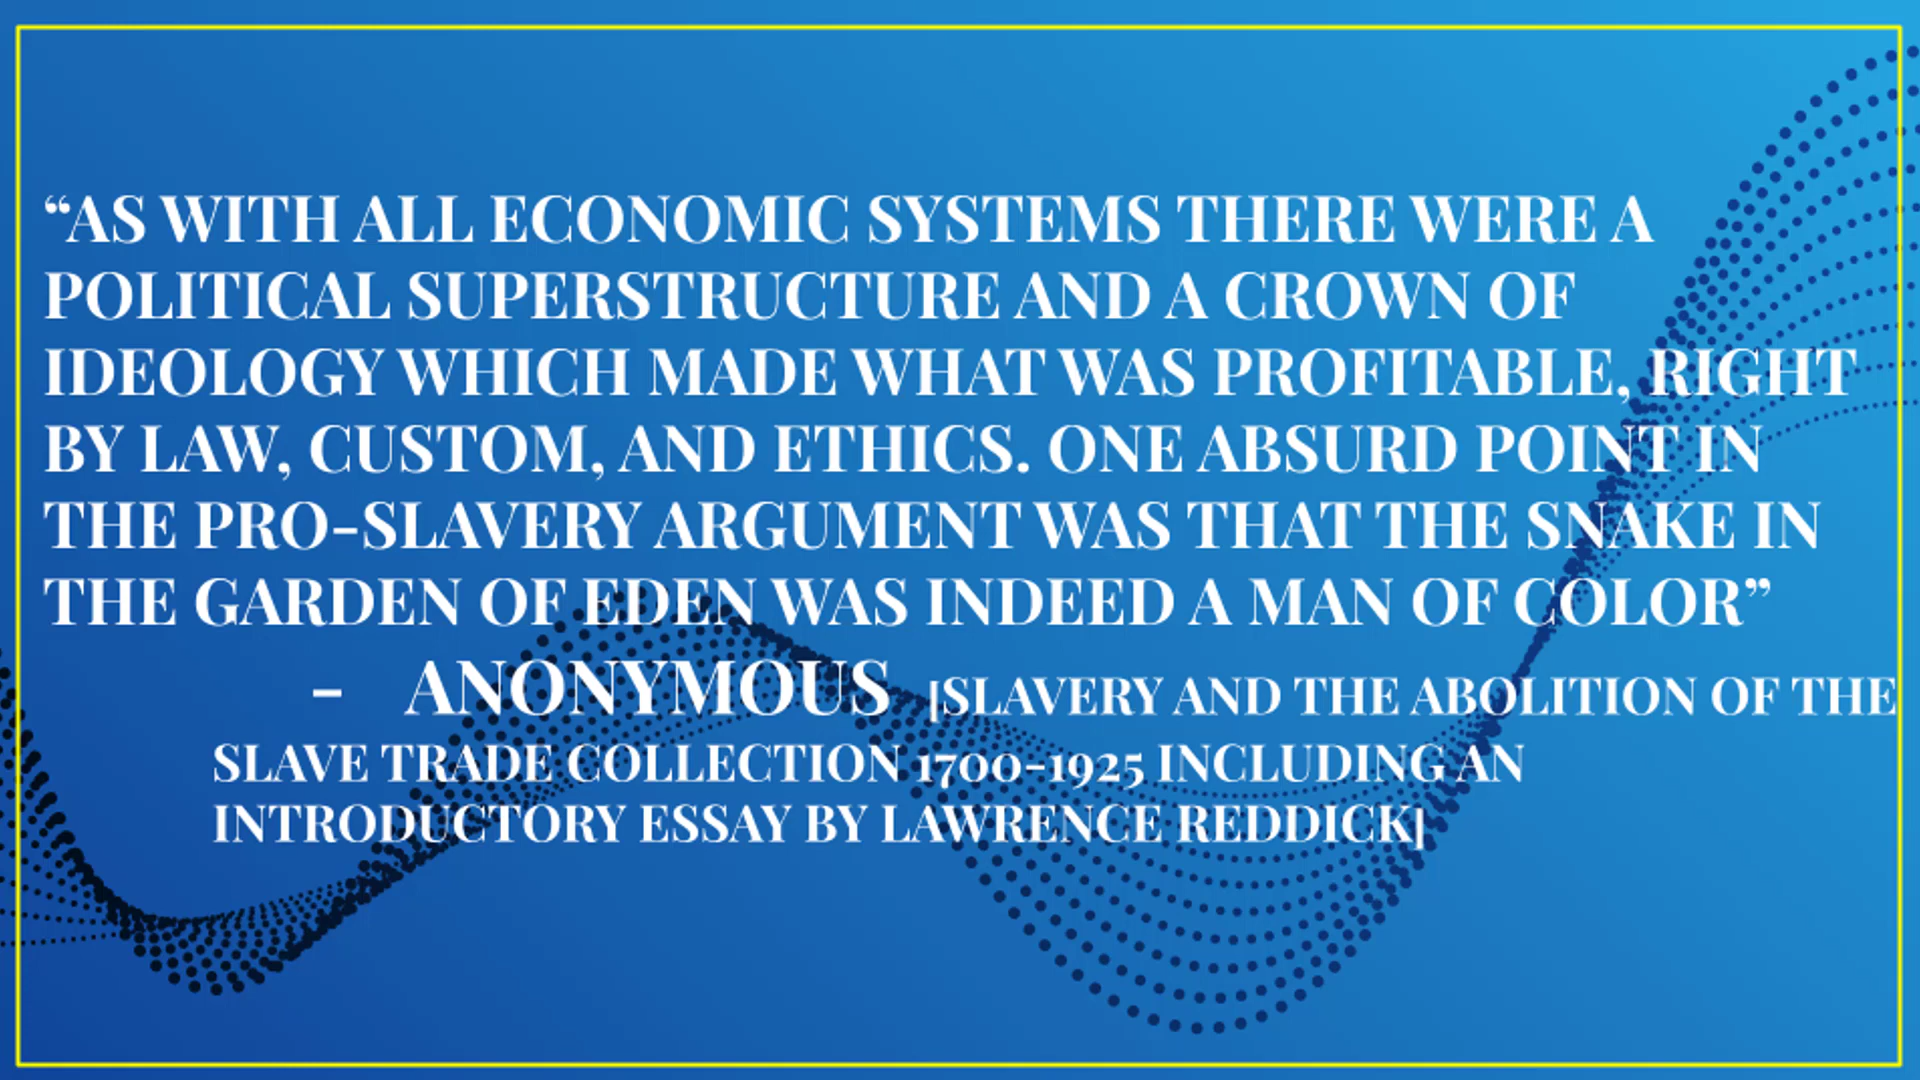 “AS WITH ALL ECONOMIC SYSTEMS THERE WERE A
POLITICAL SUPERSTRUCTURE AND A CROWN OF
IDEOLOGY WHICH MADE WHAT WAS PROFITABLE, RIGHT
BY LAW, CUSTOM, AND ETHICS. ONE ABSURD POINT IN
THE PRO-SLAVERY ARGUMENT WAS THAT THE SNAKE IN
THE GARDEN OF EDEN WAS INDEED A MAN OF COLOR”
– ANONYMOUS [SLAVERY AND THE ABOLITION OF THE
SLAVE TRADE COLLECTION 1700-1925 INCLUDING AN
INTRODUCTORY ESSAY BY LAWRENCE REDDICK]